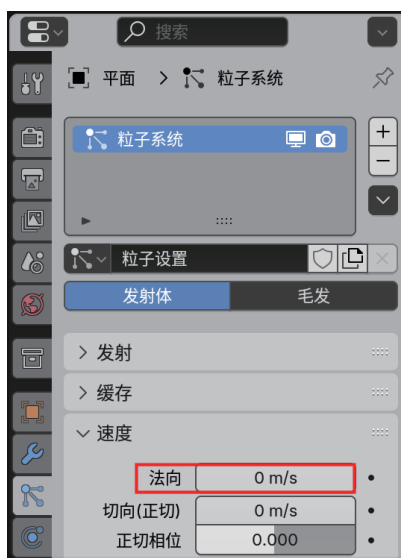 搜索
平面 > 粒子系统
粒子系统
粒子设置
发射体 毛发
发射
缓存
速度
法向 0 m/s
切向(正切) 0 m/s
正切相位 0.000